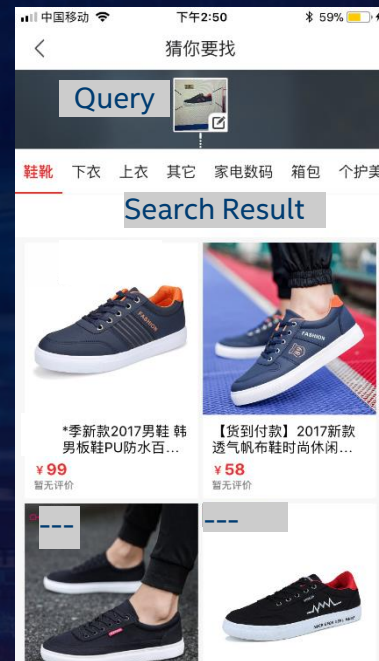 中国移动 下午2:50 59%
猜你要找
Query
鞋靴 下衣 上衣 其它 家电数码 箱包 个护美
Search Result
FASHION
FASHION
*季新款2017男鞋 韩
男板鞋PU防水百...
¥99
暂无评价
【货到付款】2017新款
透气帆布鞋时尚休闲...
¥58
暂无评价
---
---